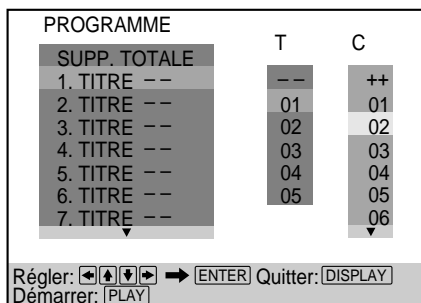 PROGRAMME
T C
SUPP. TOTALE
1. TITRE –– –– ++
2. TITRE –– 01 01
3. TITRE –– 02 02
4. TITRE –– 03 03
5. TITRE –– 04 04
6. TITRE –– 05 05
7. TITRE –– 06
Régler: ENTER Quitter: DISPLAY
Démarrer: PLAY